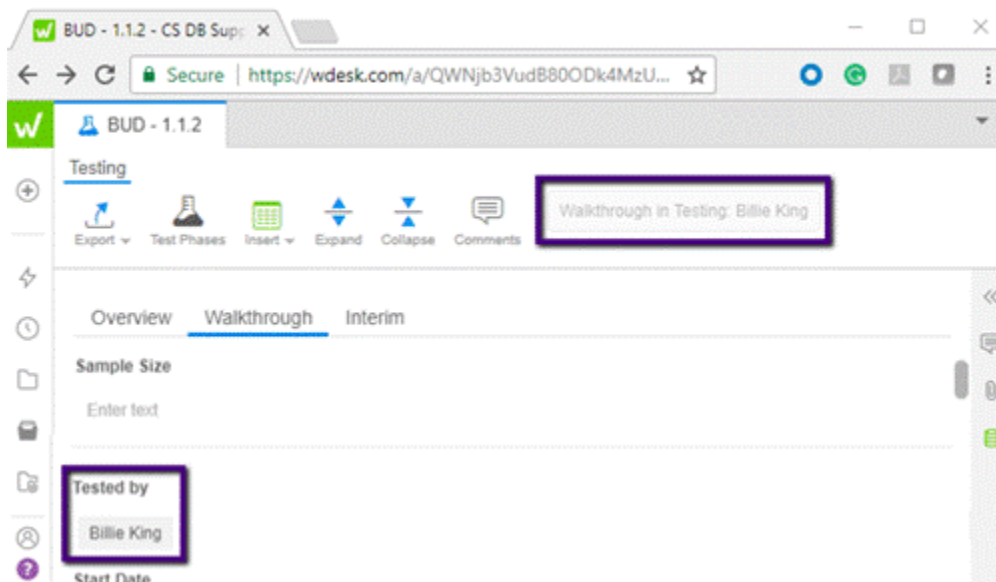 BUD - 1.1.2 - CS DB Supp
Secure | https://wdesk.com/a/QWNjb3VudB80ODk4MzU...
w
BUD - 1.1.2
Testing
Export Test Phases Insert Expand Collapse Comments
Walkthrough in Testing: Billie King
Overview Walkthrough Interim
Sample Size
Enter text
Tested by
Billie King
Start Date